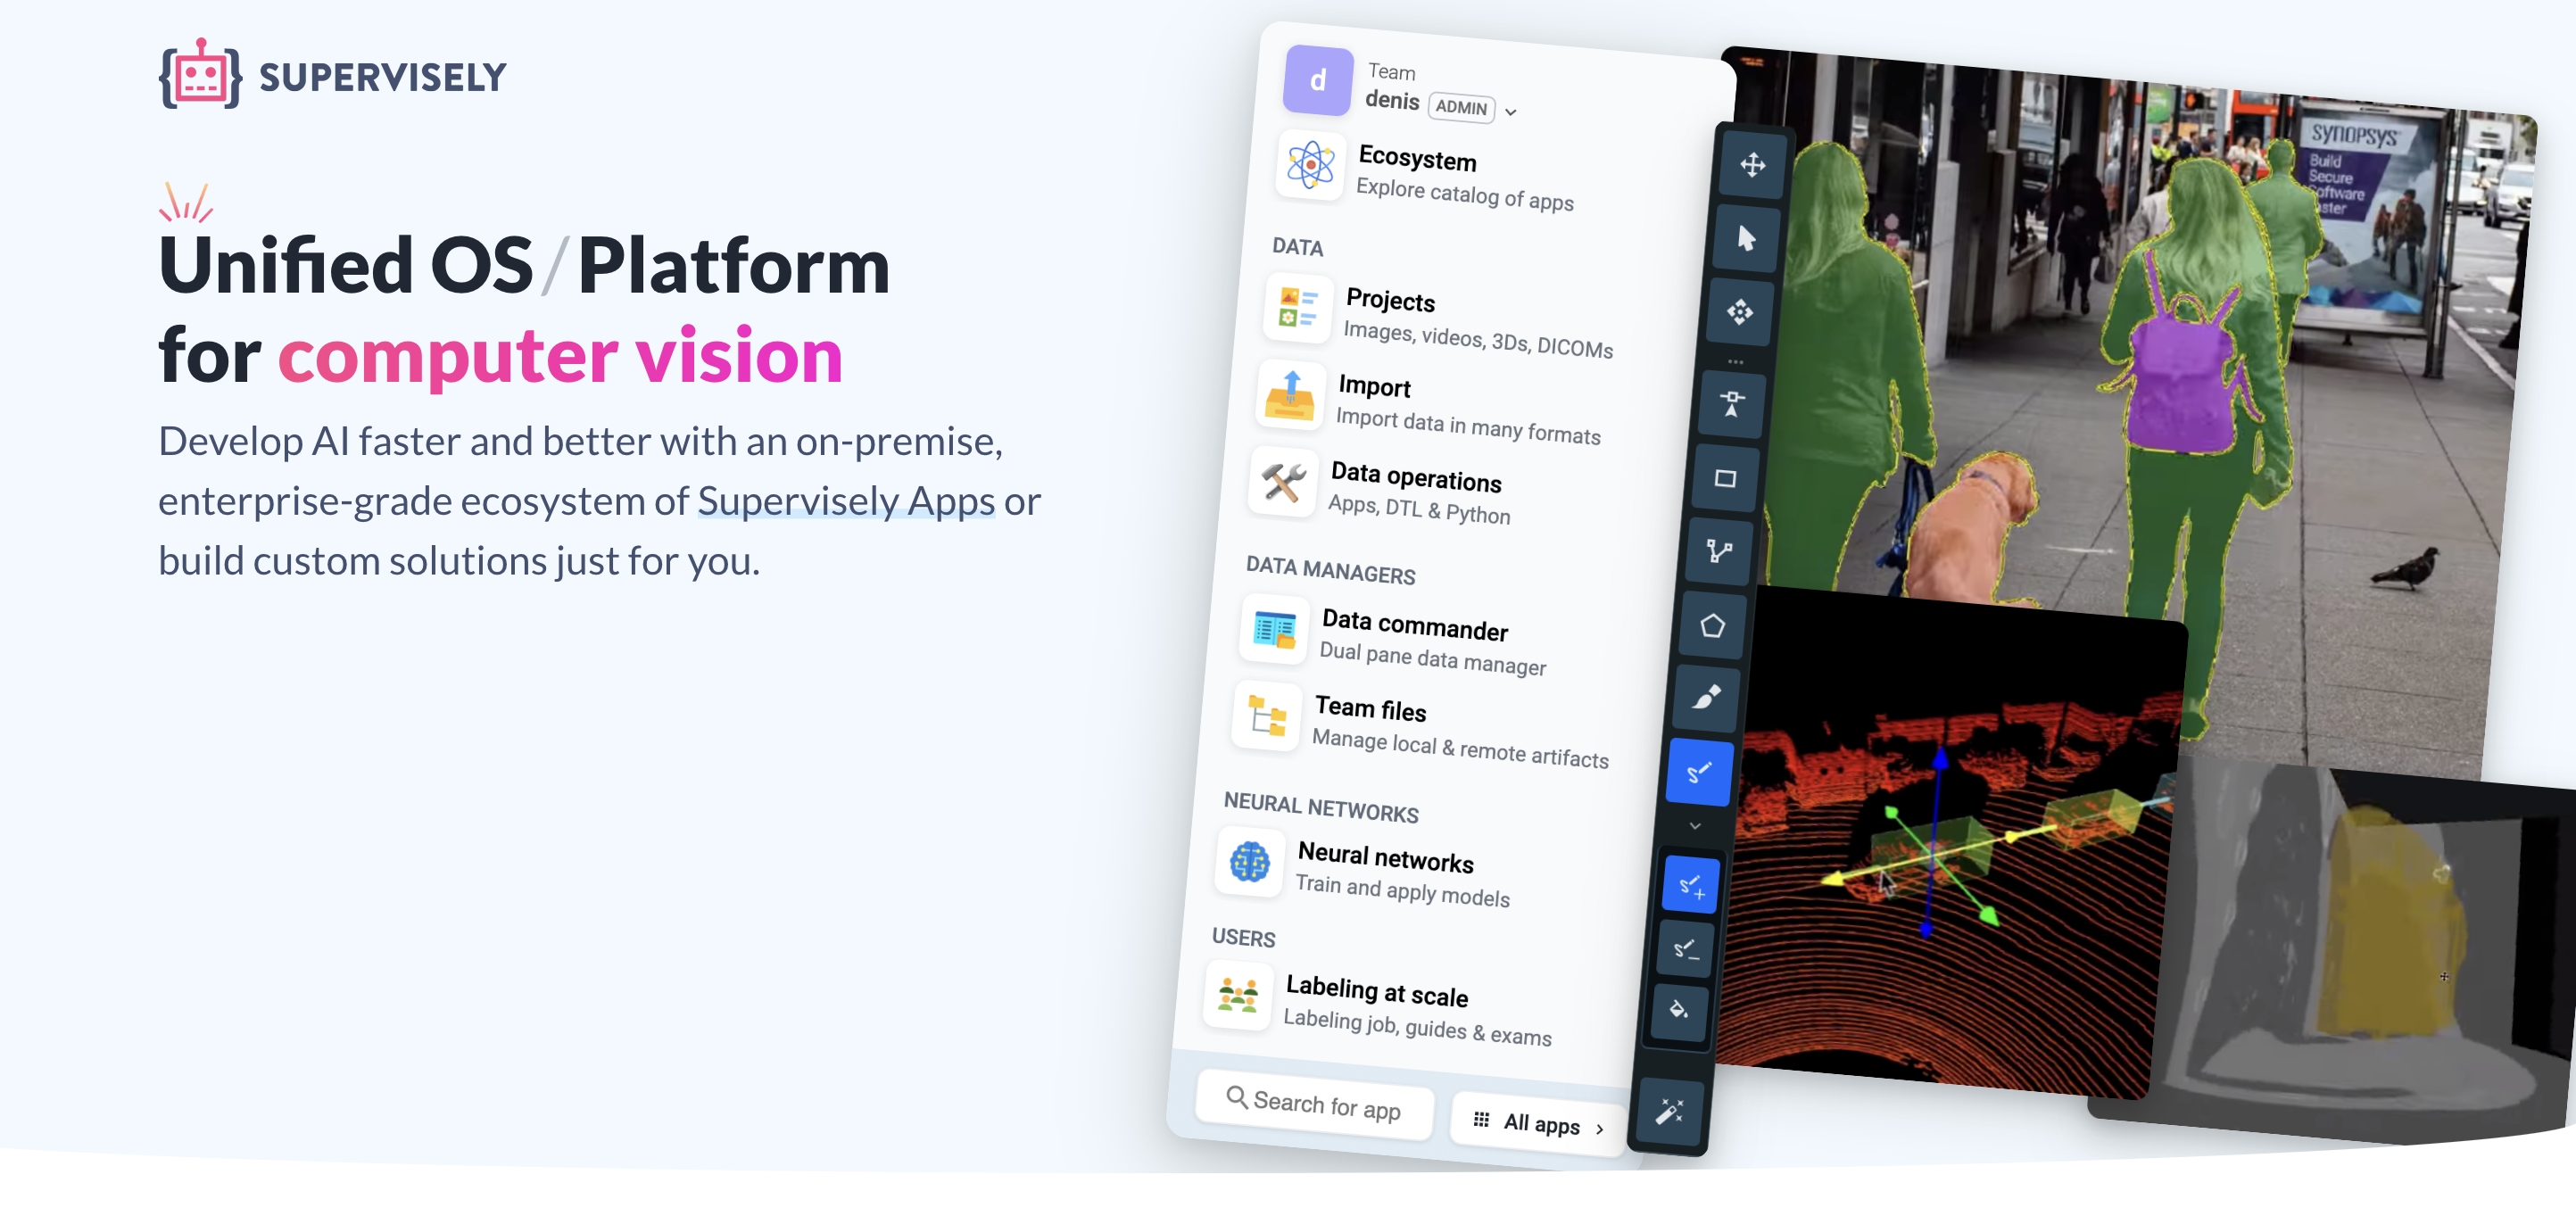 SUPERVISELY
Unified OS / Platform
for computer vision
Develop AI faster and better with an on-premise,
enterprise-grade ecosystem of Supervisely Apps or
build custom solutions just for you.
d
Team
denis ADMIN
Ecosystem
Explore catalog of apps
DATA
Projects
Images, videos, 3Ds, DICOMs
Import
Import data in many formats
Data operations
Apps, DTL & Python
DATA MANAGERS
Data commander
Dual pane data manager
Team files
Manage local & remote artifacts
NEURAL NETWORKS
Neural networks
Train and apply models
USERS
Labeling at scale
Labeling job, guides & exams
Search for app
All apps
SYNOPSYS
Build
Secure
Software